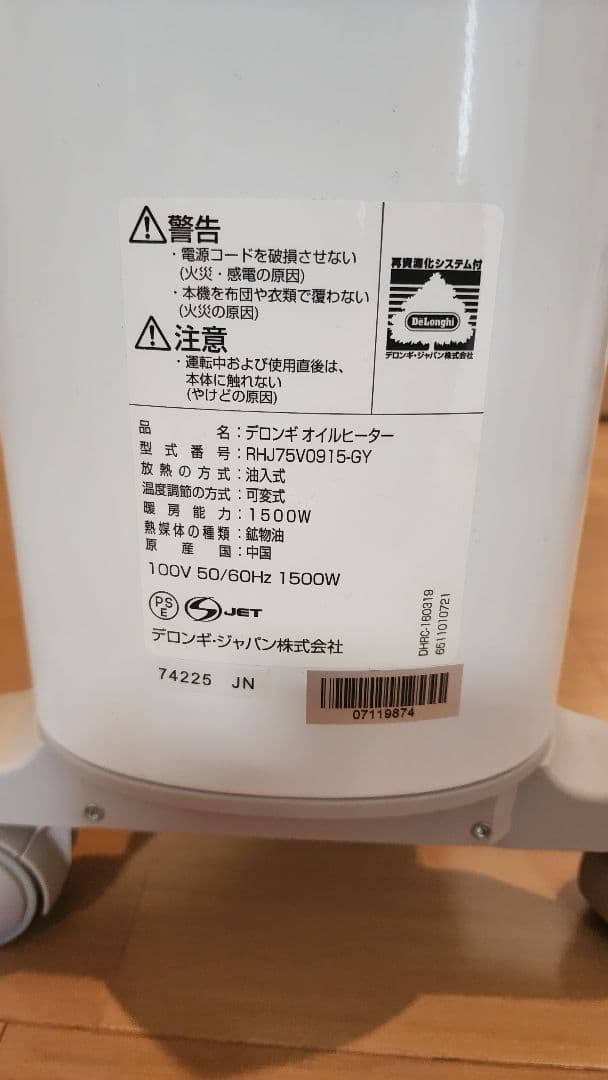 警告
・電源コードを破損させない
(火災・感電の原因)
・本機を布団や衣類で覆わない
(火災の原因)
注意
・運転中および使用直後は、
本体に触れない
(やけどの原因)
再資源化システム付
DeLonghi
デロンギ・ジャパン株式会社
品名：デロンギ オイルヒーター
型式番号：RHJ75V0915-GY
放熱の方式：油入式
温度調節の方式：可変式
暖房能力：1500W
熱媒体の種類：鉱物油
原産国：中国
100V 50/60Hz 1500W
PS
E
JET
デロンギ・ジャパン株式会社
DHRC-160319
6511010721
74225 JN
07119874